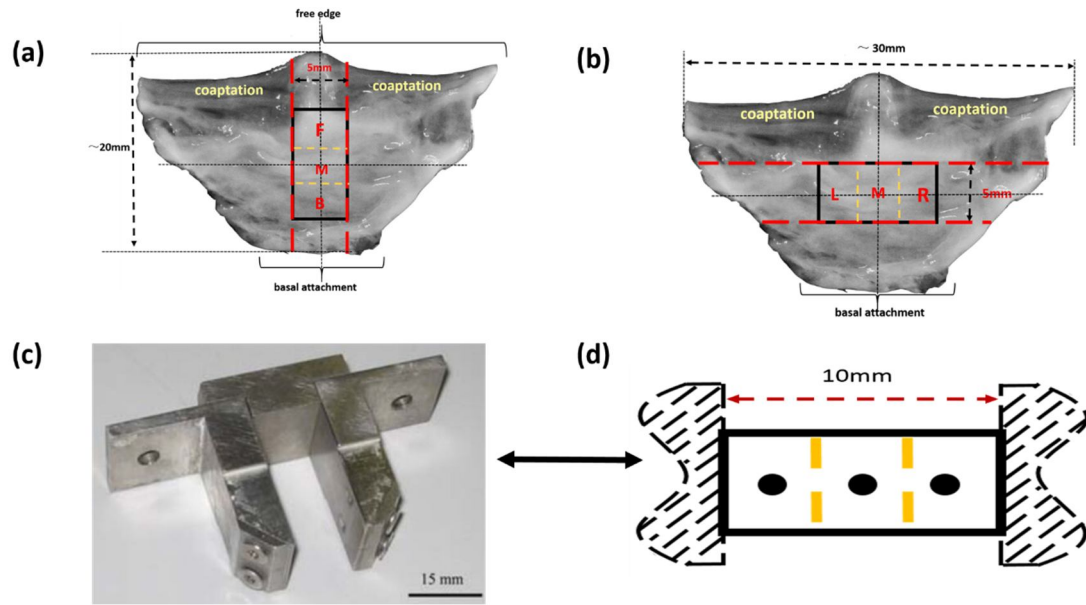 (a)
free edge
5mm
coaptation
coaptation
F
~20mm
M
B
basal attachment
(b)
~ 30mm
coaptation
coaptation
L
M
R
5mm
basal attachment
(c)
15 mm
(d)
10mm